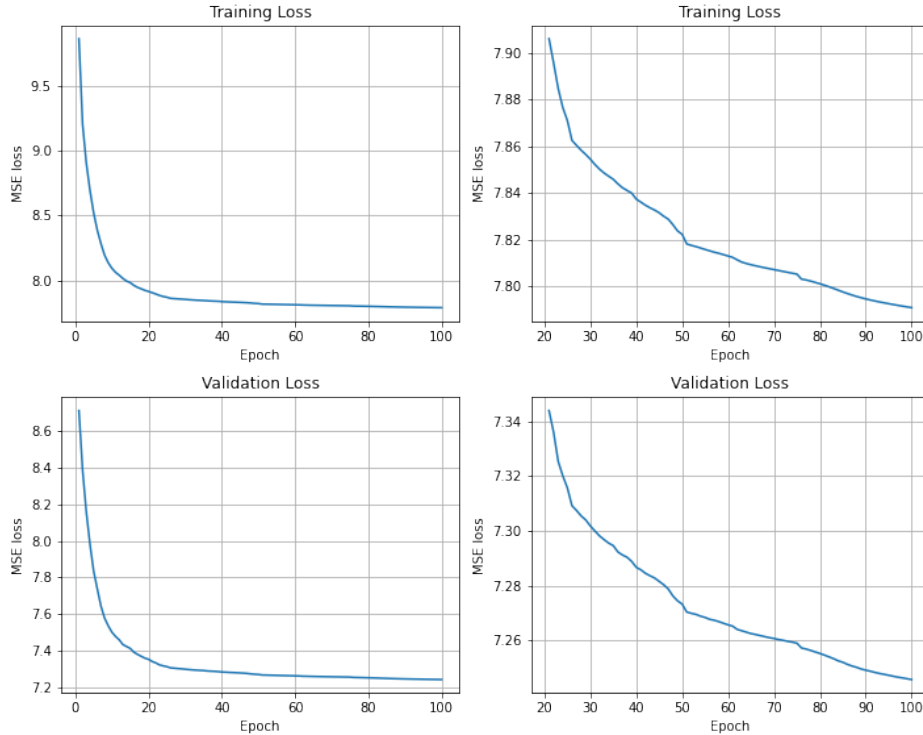 Training Loss
MSE loss
9.5
9.0
8.5
8.0
0 20 40 60 80 100
Epoch
Training Loss
MSE loss
7.90
7.88
7.86
7.84
7.82
7.80
20 30 40 50 60 70 80 90 100
Epoch
Validation Loss
MSE loss
8.6
8.4
8.2
8.0
7.8
7.6
7.4
7.2
0 20 40 60 80 100
Epoch
Validation Loss
MSE loss
7.34
7.32
7.30
7.28
7.26
20 30 40 50 60 70 80 90 100
Epoch